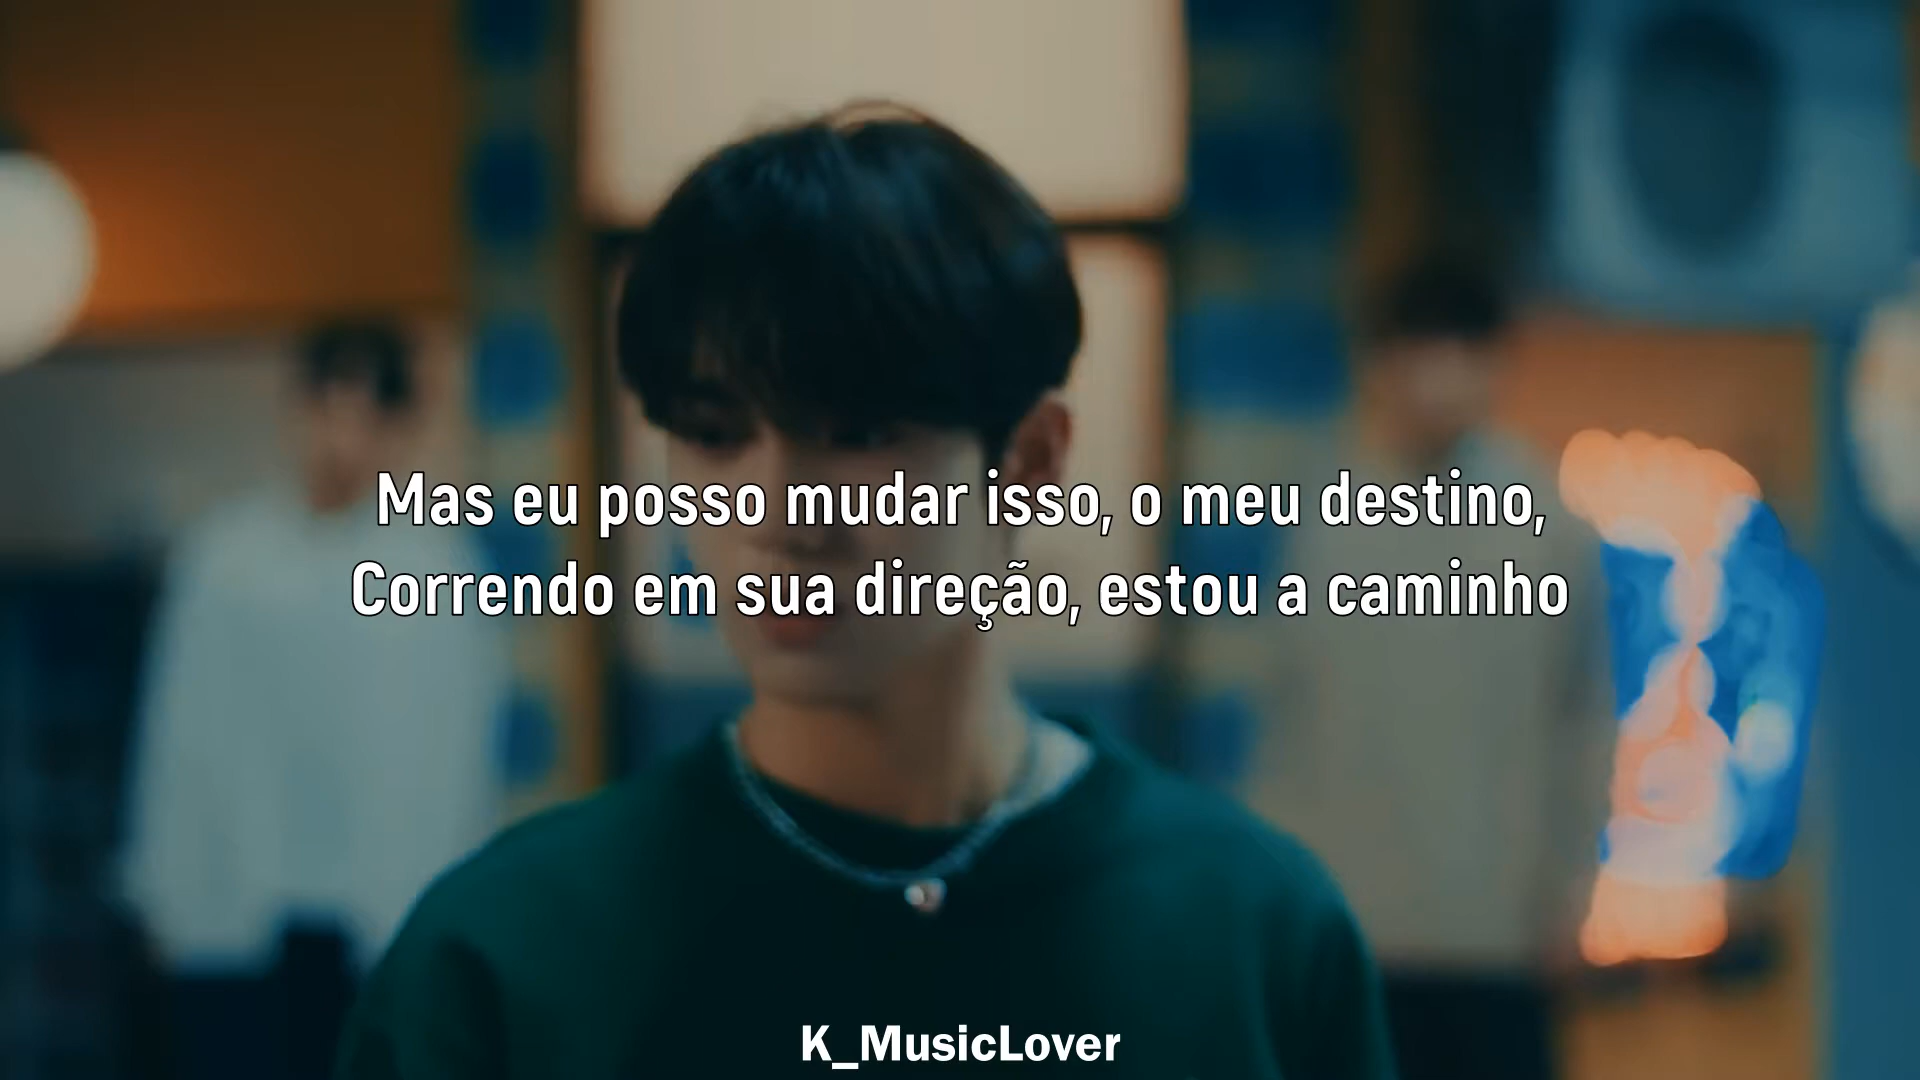 Mas eu posso mudar isso, o meu destino,
Correndo em sua direção, estou a caminho
K_MusicLover